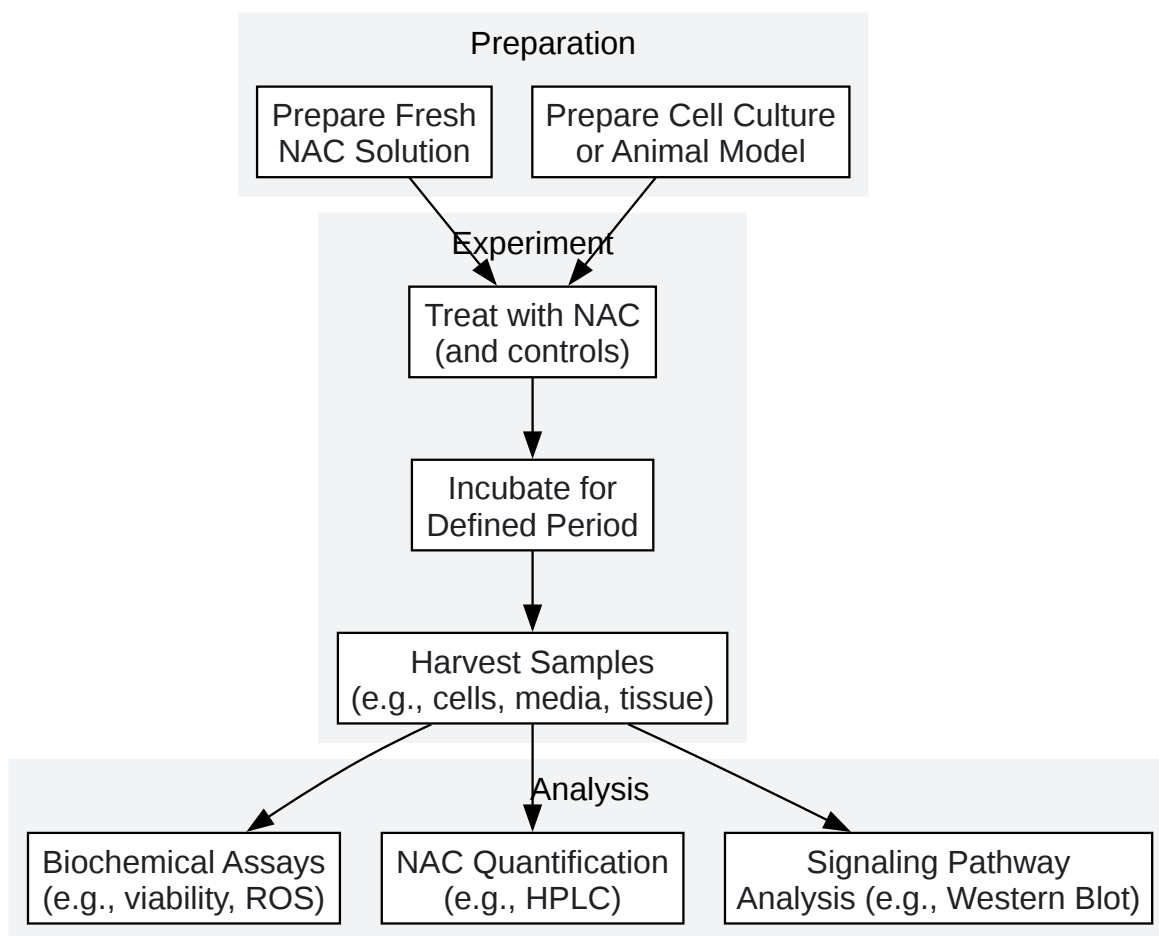 Preparation
Prepare Fresh
NAC Solution
Prepare Cell Culture
or Animal Model
Experiment
Treat with NAC
(and controls)
Incubate for
Defined Period
Harvest Samples
(e.g., cells, media, tissue)
Analysis
Biochemical Assays
(e.g., viability, ROS)
NAC Quantification
(e.g., HPLC)
Signaling Pathway
Analysis (e.g., Western Blot)